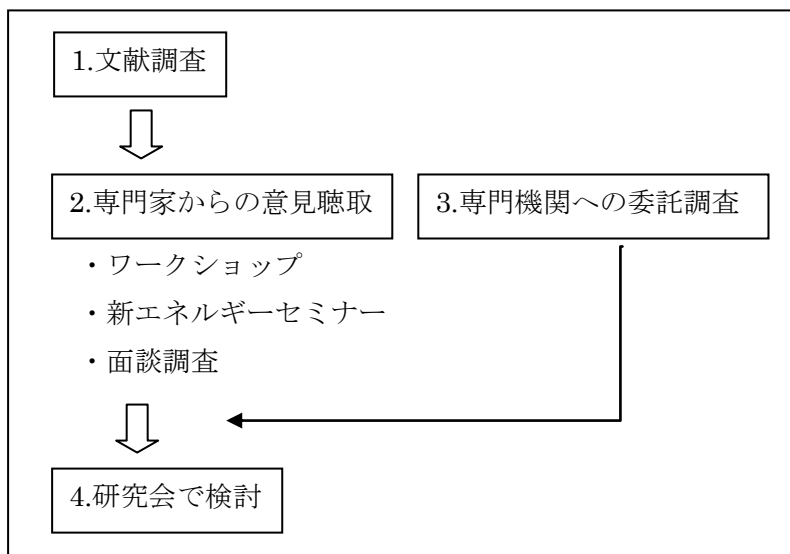 1.文献調査
2.専門家からの意見聴取
3.専門機関への委託調査
・ワークショップ
・新エネルギーセミナー
・面談調査
4.研究会で検討